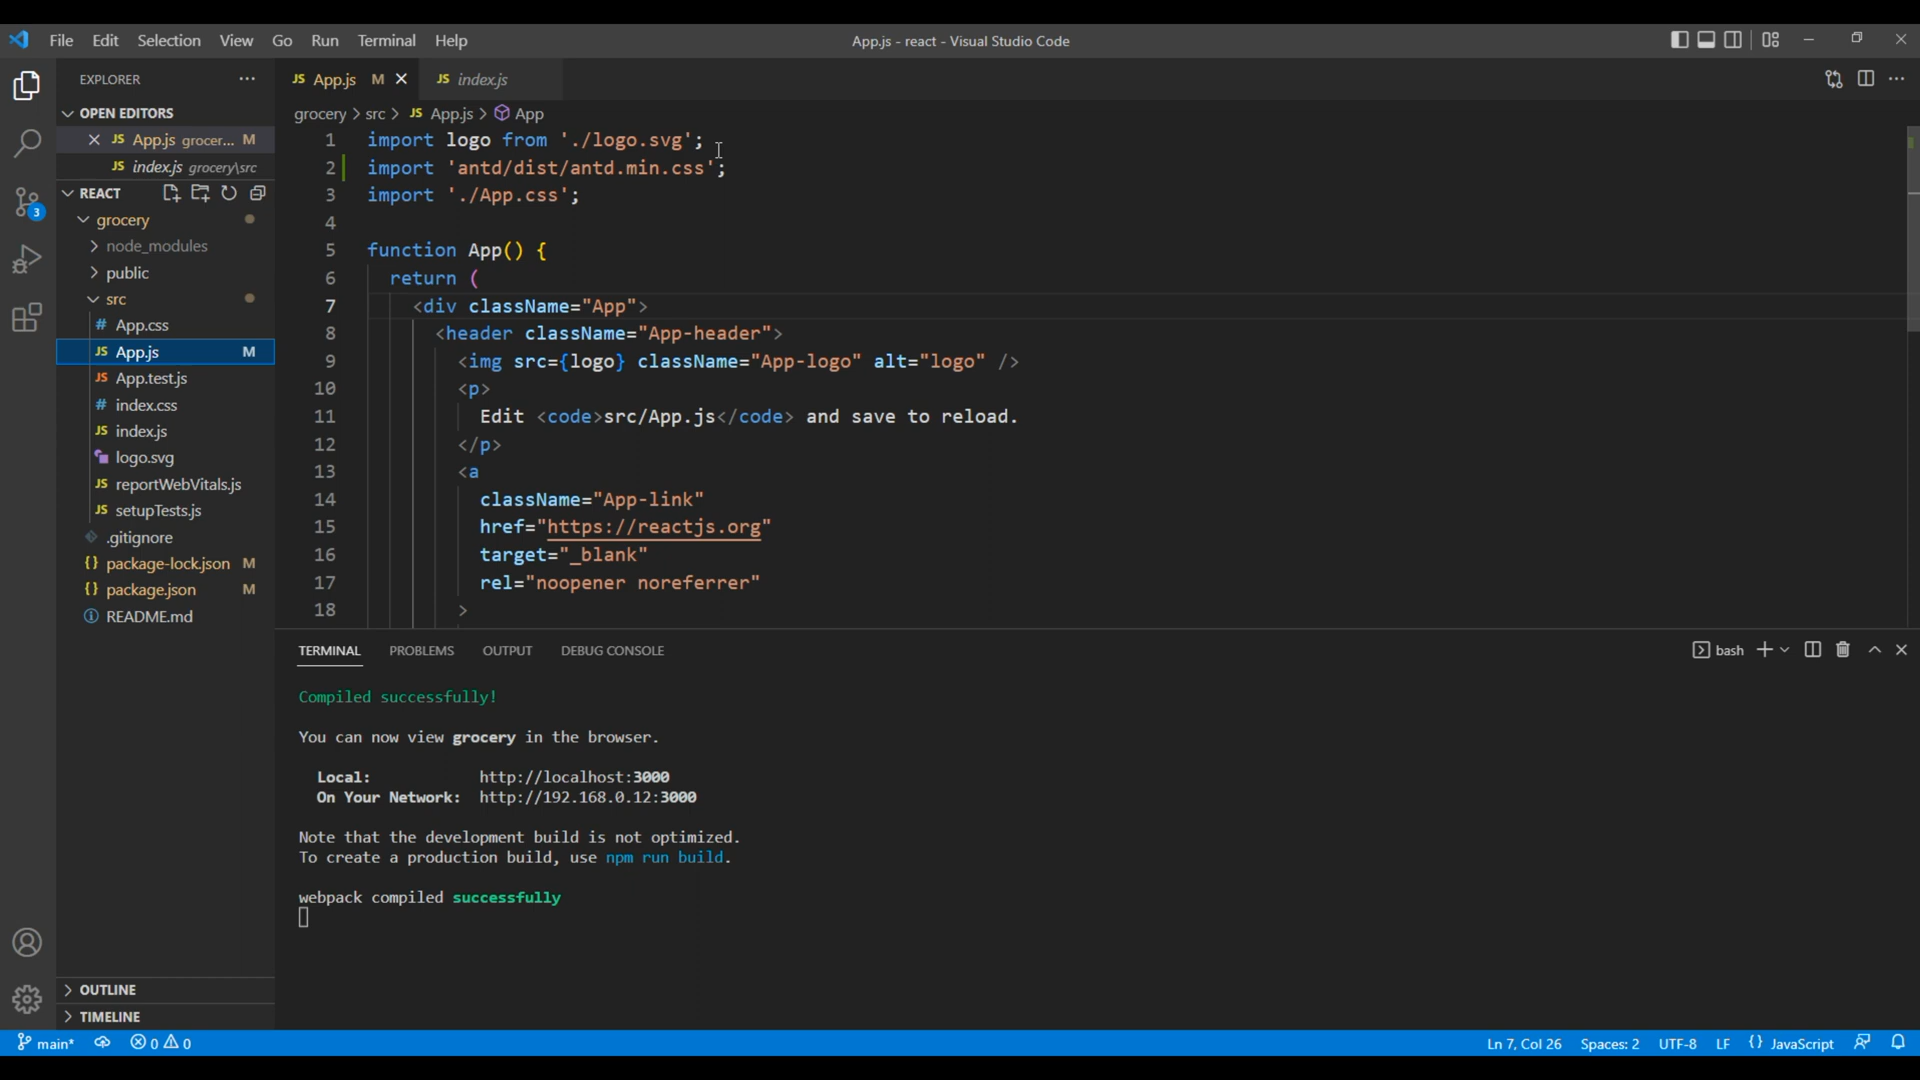 File Edit Selection View Go Run Terminal Help
App.js - react - Visual Studio Code
EXPLORER
OPEN EDITORS
JS App.js grocer... M
JS index.js grocery\src
REACT
grocery
node_modules
public
src
# App.css
JS App.js M
JS App.test.js
# index.css
JS index.js
logo.svg
JS reportWebVitals.js
JS setupTests.js
.gitignore
{} package-lock.json M
{} package.json M
README.md
OUTLINE
TIMELINE
3
JS App.js M
JS index.js
grocery > src > JS App.js > App
1 import logo from './logo.svg';
2 import 'antd/dist/antd.min.css';
3 import './App.css';
4
5 function App() {
6 return (
7 <div className="App">
8 <header className="App-header">
9 <img src={logo} className="App-logo" alt="logo" />
10 <p>
11 Edit <code>src/App.js</code> and save to reload.
12 </p>
13 <a
14 className="App-link"
15 href="https://reactjs.org"
16 target="_blank"
17 rel="noopener noreferrer"
18 >
TERMINAL PROBLEMS OUTPUT DEBUG CONSOLE
bash
Compiled successfully!
You can now view grocery in the browser.
Local: http://localhost:3000
On Your Network: http://192.168.0.12:3000
Note that the development build is not optimized.
To create a production build, use npm run build.
webpack compiled successfully
main* 0 0
Ln 7, Col 26 Spaces: 2 UTF-8 LF {} JavaScript